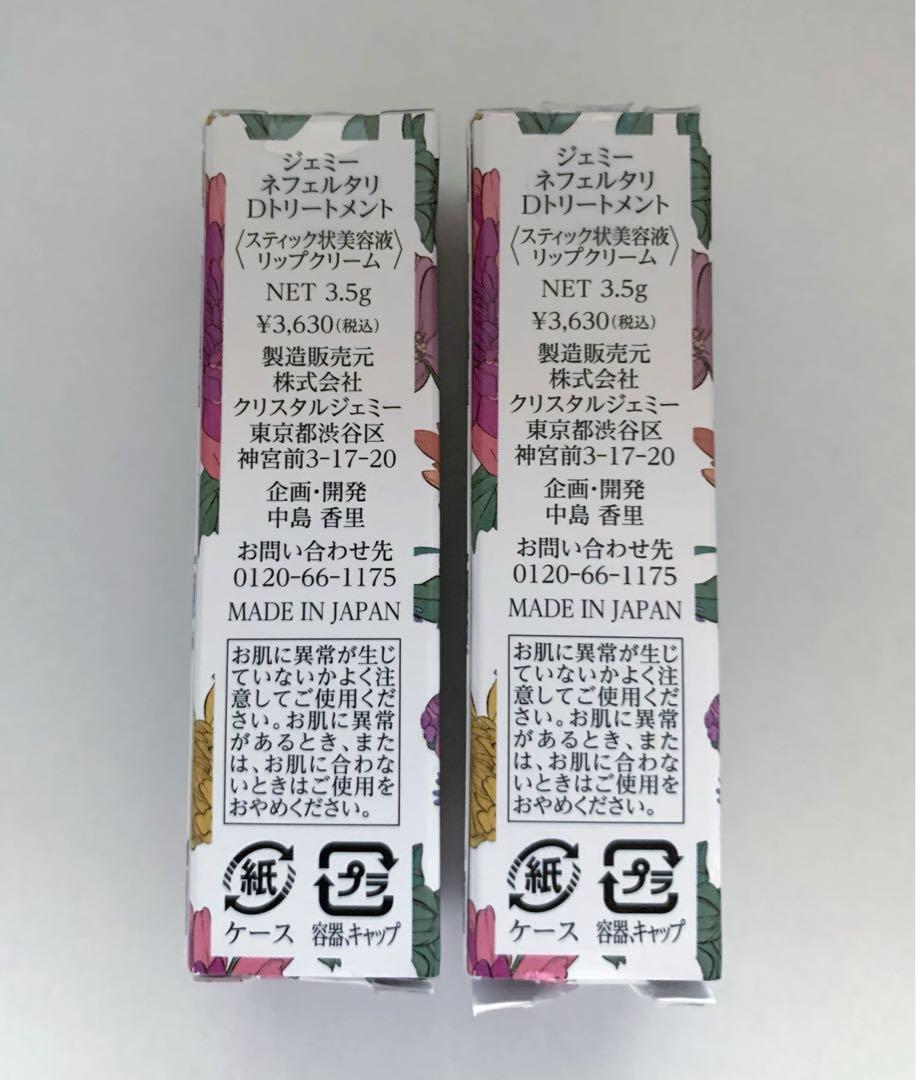 ジェミー
ネフェルタリ
Dトリートメント
〈スティック状美容液
リップクリーム〉
NET 3.5g
¥3,630(税込)
製造販売元
株式会社
クリスタルジェミー
東京都渋谷区
神宮前3-17-20
企画・開発
中島 香里
お問い合わせ先
0120-66-1175
MADE IN JAPAN
お肌に異常が生じ
ていないかよく注
意してご使用くだ
さい。お肌に異常
があるとき、また
は、お肌に合わな
いときはご使用を
おやめください。
紙
プラ
ケース
容器、キャップ
ジェミー
ネフェルタリ
Dトリートメント
〈スティック状美容液
リップクリーム〉
NET 3.5g
¥3,630(税込)
製造販売元
株式会社
クリスタルジェミー
東京都渋谷区
神宮前3-17-20
企画・開発
中島 香里
お問い合わせ先
0120-66-1175
MADE IN JAPAN
お肌に異常が生じ
ていないかよく注
意してご使用くだ
さい。お肌に異常
があるとき、また
は、お肌に合わな
いときはご使用を
おやめください。
紙
プラ
ケース
容器、キャップ